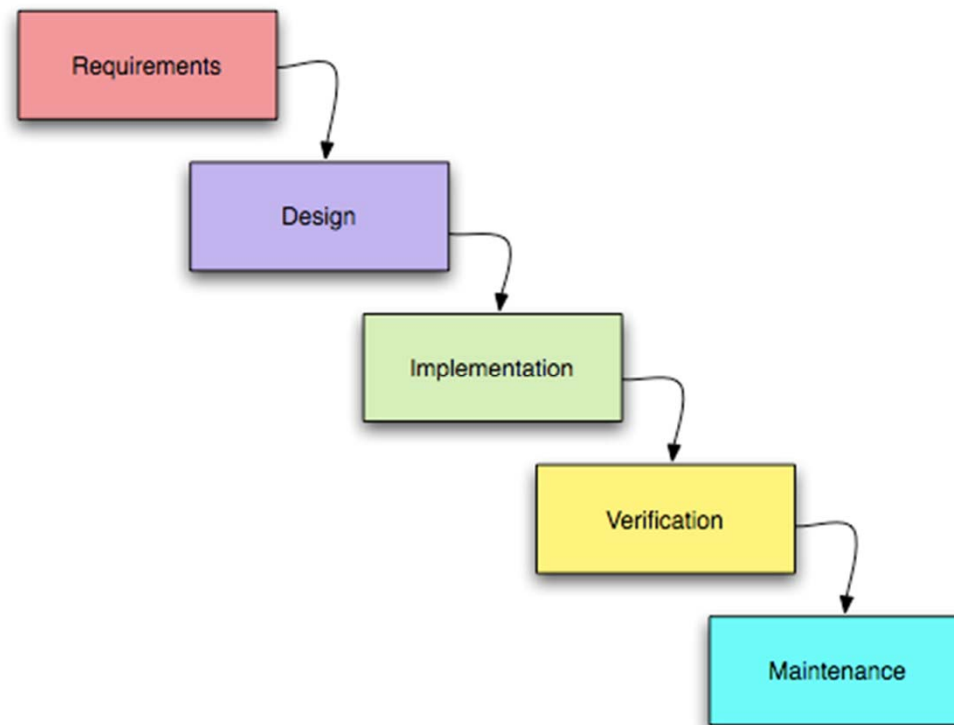 Requirements
Design
Implementation
Verification
Maintenance